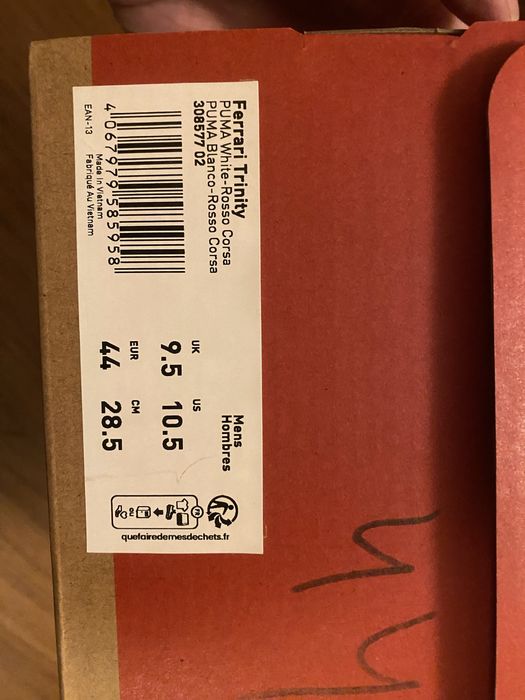 Ferrari Trinity
PUMA White-Rosso Corsa
PUMA Blanco-Rosso Corsa
308577 02
4 067979 585958
EAN-13
Made In Vietnam
Fabriqué Au Vietnam
Mens
Hombres
UK
9.5
US
10.5
EUR
44
CM
28.5
FR
quefairedemesdechets.fr
44